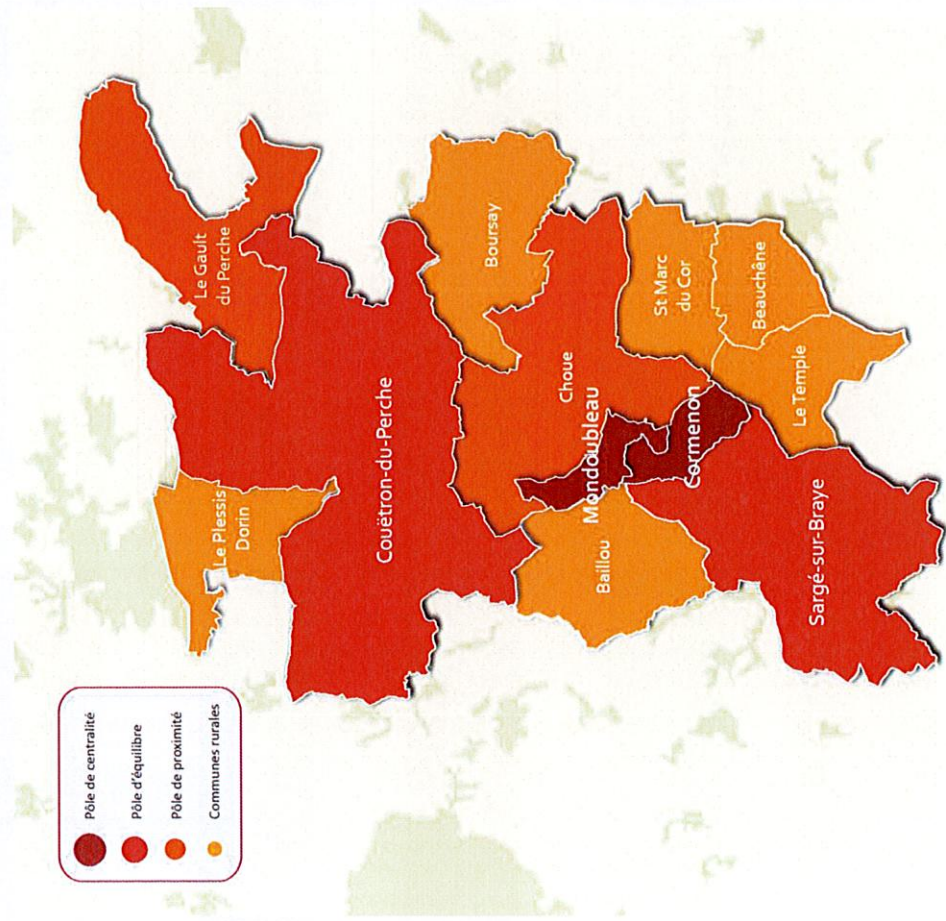 Pôle de centralité
Pôle d'équilibre
Pôle de proximité
Communes rurales
Le Gault
du Perche
Le Plessis
Dorin
Couëtron-du-Perche
Boursay
Choue
St Marc
du Cor
Beauchêne
Le Temple
Mondoubleau
Cormenon
Baillou
Sargé-sur-Braye